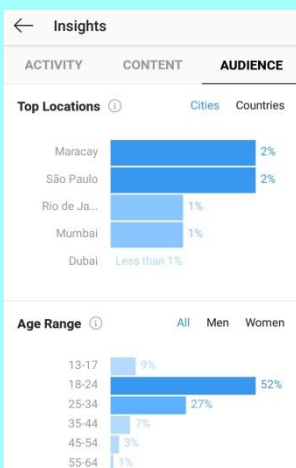 ← Insights
ACTIVITY CONTENT AUDIENCE
Top Locations Cities Countries
Maracay 2%
São Paulo 2%
Rio de Ja... 1%
Mumbai 1%
Dubai Less than 1%
Age Range All Men Women
13-17 9%
18-24 52%
25-34 27%
35-44 7%
45-54 3%
55-64 1%